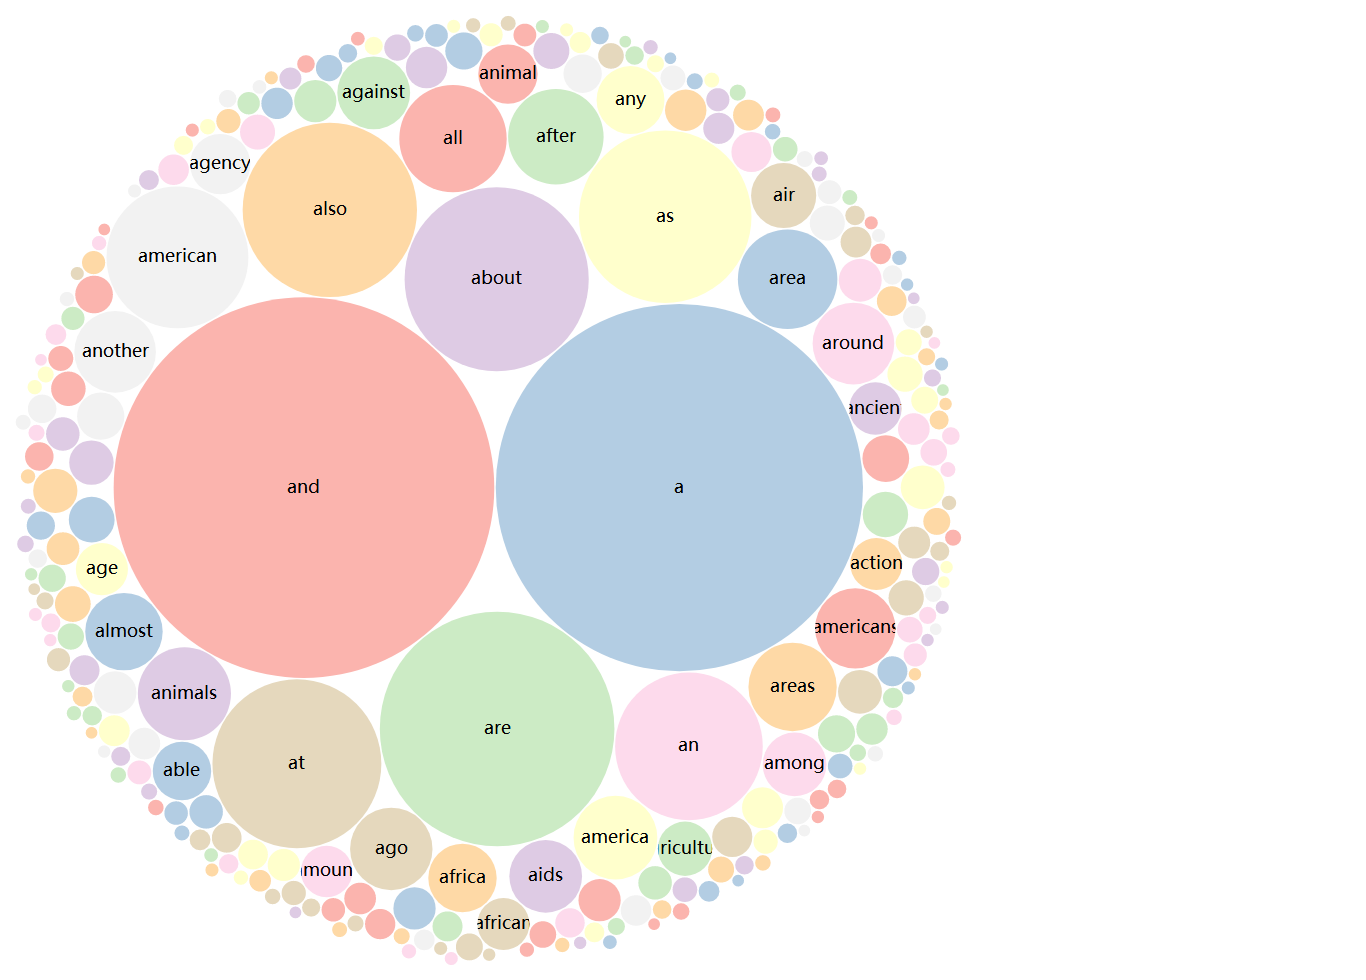 animal
against
any
all
after
agency
air
also
as
american
about
area
around
another
ancien
and
a
action
age
americans
almost
areas
animals
are
an
at
among
able
america
ago
ricultu
moun
africa
aids
african